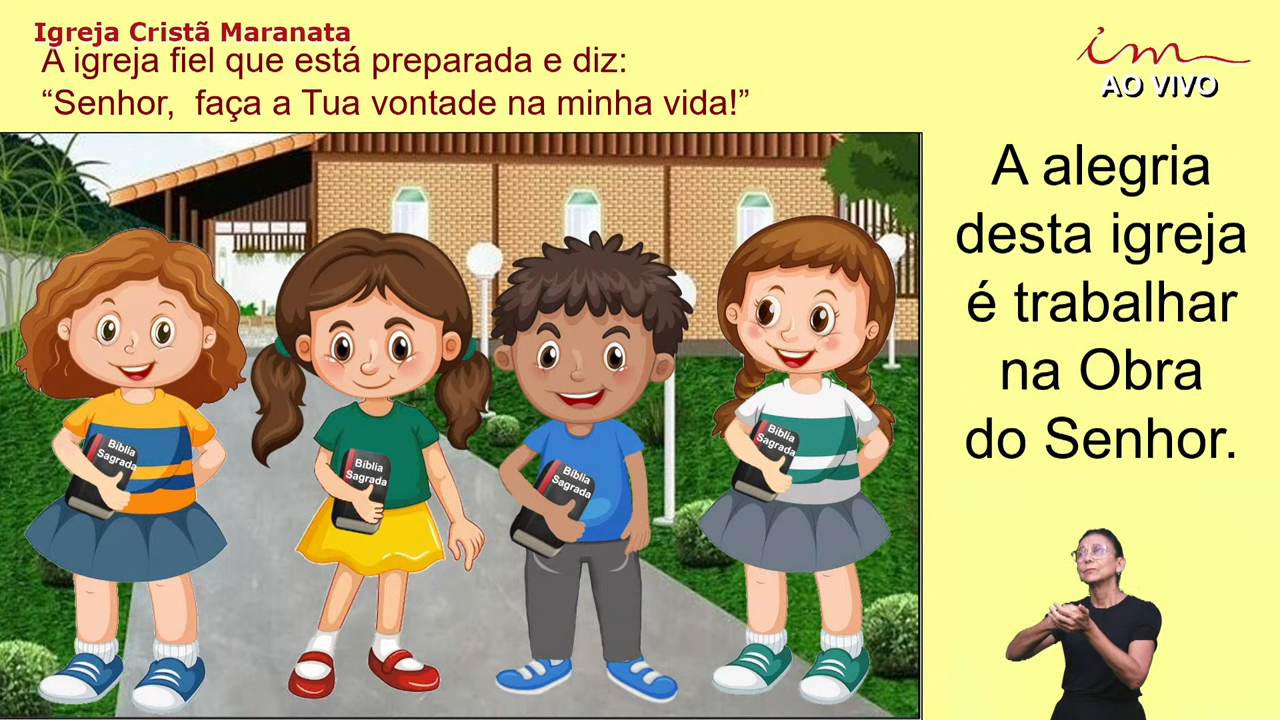 Igreja Cristã Maranata
A igreja fiel que está preparada e diz:
“Senhor, faça a Tua vontade na minha vida!”
im
AO VIVO
A alegria
desta igreja
é trabalhar
na Obra
do Senhor.
Bíblia
Sagrada
Bíblia
Sagrada
Bíblia
Sagrada
Bíblia
Sagrada